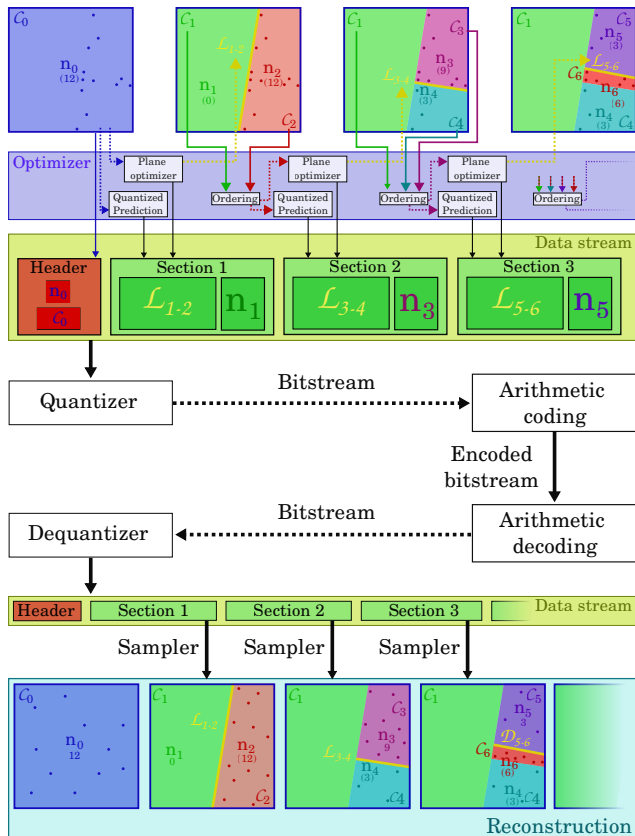 C₀
n₀
(12)
C₁
n₁
(0)
L₁₋₂
n₂
(12)
C₂
C₁
C₃
n₃
(9)
L₃₋₄
n₄
(3)
C₄
C₁
C₅
n₅
(3)
L₅₋₆
C₆
n₆
(6)
n₄
(3)
C₄
Optimizer
Plane
optimizer
Quantized
Prediction
Ordering
Plane
optimizer
Quantized
Prediction
Ordering
Plane
optimizer
Quantized
Prediction
Ordering
Data stream
Header
n₀
C₀
Section 1
L₁₋₂
n₁
Section 2
L₃₋₄
n₃
Section 3
L₅₋₆
n₅
Quantizer
Bitstream
Arithmetic
coding
Encoded
bitstream
Dequantizer
Bitstream
Arithmetic
decoding
Header
Section 1
Section 2
Section 3
Data stream
Sampler
Sampler
Sampler
C₀
n₀
12
C₁
n₁
0
L₁₋₂
n₂
(12)
C₂
C₁
C₃
n₃
9
L₃₋₄
n₄
(3)
C₄
C₁
C₅
n₅
3
D₅₋₆
C₆
n₆
(6)
n₄
(3)
C₄
Reconstruction